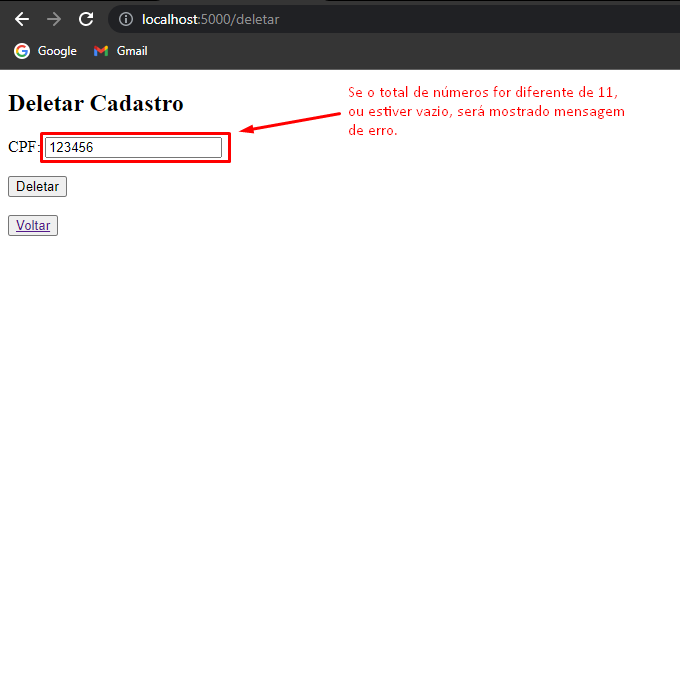 localhost:5000/deletar
Google Gmail
Deletar Cadastro
Se o total de números for diferente de 11,
ou estiver vazio, será mostrado mensagem
de erro.
CPF: 123456
Deletar
Voltar